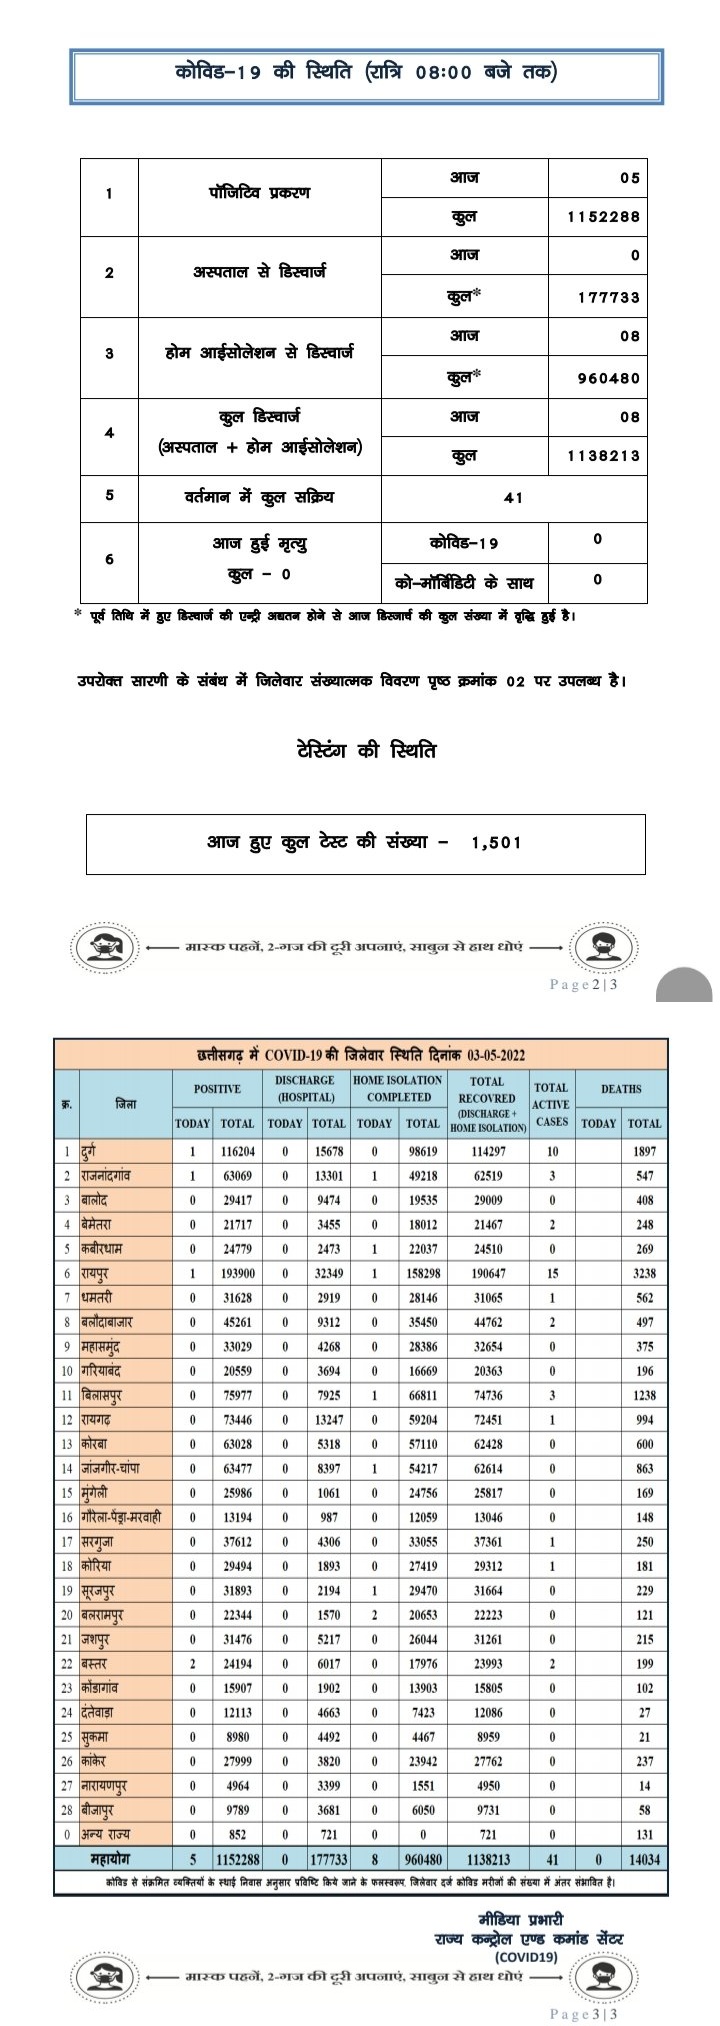 कोविड-19 की स्थिति (रात्रि 08:00 बजे तक)
1 पॉजिटिव प्रकरण आज 05
कुल 1152288
2 अस्पताल से डिस्चार्ज आज 0
कुल* 177733
3 होम आईसोलेशन से डिस्चार्ज आज 08
कुल* 960480
4 कुल डिस्चार्ज (अस्पताल + होम आईसोलेशन) आज 08
कुल 1138213
5 वर्तमान में कुल सक्रिय 41
6 आज हुई मृत्यु कुल - 0 कोविड-19 0
को-मॉर्बिडिटी के साथ 0
* पूर्व तिथि में हुए डिस्चार्ज की एन्ट्री अद्यतन होने से आज डिस्जार्च की कुल संख्या में वृद्धि हुई है।
उपरोक्त सारणी के संबंध में जिलेवार संख्यात्मक विवरण पृष्ठ क्रमांक 02 पर उपलब्ध है।
टेस्टिंग की स्थिति
आज हुए कुल टेस्ट की संख्या - 1,501
मास्क पहनें, 2-गज की दूरी अपनाएं, साबुन से हाथ धोएं
Page 2|3
छत्तीसगढ़ में COVID-19 की जिलेवार स्थिति दिनांक 03-05-2022
क्र. जिला POSITIVE DISCHARGE (HOSPITAL) HOME ISOLATION COMPLETED TOTAL RECOVRED (DISCHARGE + HOME ISOLATION) TOTAL ACTIVE CASES DEATHS
TODAY TOTAL TODAY TOTAL TODAY TOTAL TODAY TOTAL
1 दुर्ग 1 116204 0 15678 0 98619 114297 10 1897
2 राजनांदगांव 1 63069 0 13301 1 49218 62519 3 547
3 बालोद 0 29417 0 9474 0 19535 29009 0 408
4 बेमेतरा 0 21717 0 3455 0 18012 21467 2 248
5 कबीरधाम 0 24779 0 2473 1 22037 24510 0 269
6 रायपुर 1 193900 0 32349 1 158298 190647 15 3238
7 धमतरी 0 31628 0 2919 0 28146 31065 1 562
8 बलौदाबाजार 0 45261 0 9312 0 35450 44762 2 497
9 महासमुंद 0 33029 0 4268 0 28386 32654 0 375
10 गरियाबंद 0 20559 0 3694 0 16669 20363 0 196
11 बिलासपुर 0 75977 0 7925 1 66811 74736 3 1238
12 रायगढ़ 0 73446 0 13247 0 59204 72451 1 994
13 कोरबा 0 63028 0 5318 0 57110 62428 0 600
14 जांजगीर-चांपा 0 63477 0 8397 1 54217 62614 0 863
15 मुंगेली 0 25986 0 1061 0 24756 25817 0 169
16 गौरेला-पेंड्रा-मरवाही 0 13194 0 987 0 12059 13046 0 148
17 सरगुजा 0 37612 0 4306 0 33055 37361 1 250
18 कोरिया 0 29494 0 1893 0 27419 29312 1 181
19 सूरजपुर 0 31893 0 2194 1 29470 31664 0 229
20 बलरामपुर 0 22344 0 1570 2 20653 22223 0 121
21 जशपुर 0 31476 0 5217 0 26044 31261 0 215
22 बस्तर 2 24194 0 6017 0 17976 23993 2 199
23 कोंडागांव 0 15907 0 1902 0 13903 15805 0 102
24 दंतेवाड़ा 0 12113 0 4663 0 7423 12086 0 27
25 सुकमा 0 8980 0 4492 0 4467 8959 0 21
26 कांकेर 0 27999 0 3820 0 23942 27762 0 237
27 नारायणपुर 0 4964 0 3399 0 1551 4950 0 14
28 बीजापुर 0 9789 0 3681 0 6050 9731 0 58
0 अन्य राज्य 0 852 0 721 0 0 721 0 131
महायोग 5 1152288 0 177733 8 960480 1138213 41 0 14034
कोविड से संक्रमित व्यक्तियों के स्थाई निवास अनुसार प्रविष्टि किये जाने के फलस्वरूप, जिलेवार दर्ज कोविड मरीजों की संख्या में अंतर संभावित है।
मीडिया प्रभारी
राज्य कन्ट्रोल एण्ड कमांड सेंटर
(COVID19)
मास्क पहनें, 2-गज की दूरी अपनाएं, साबुन से हाथ धोएं
Page 3|3